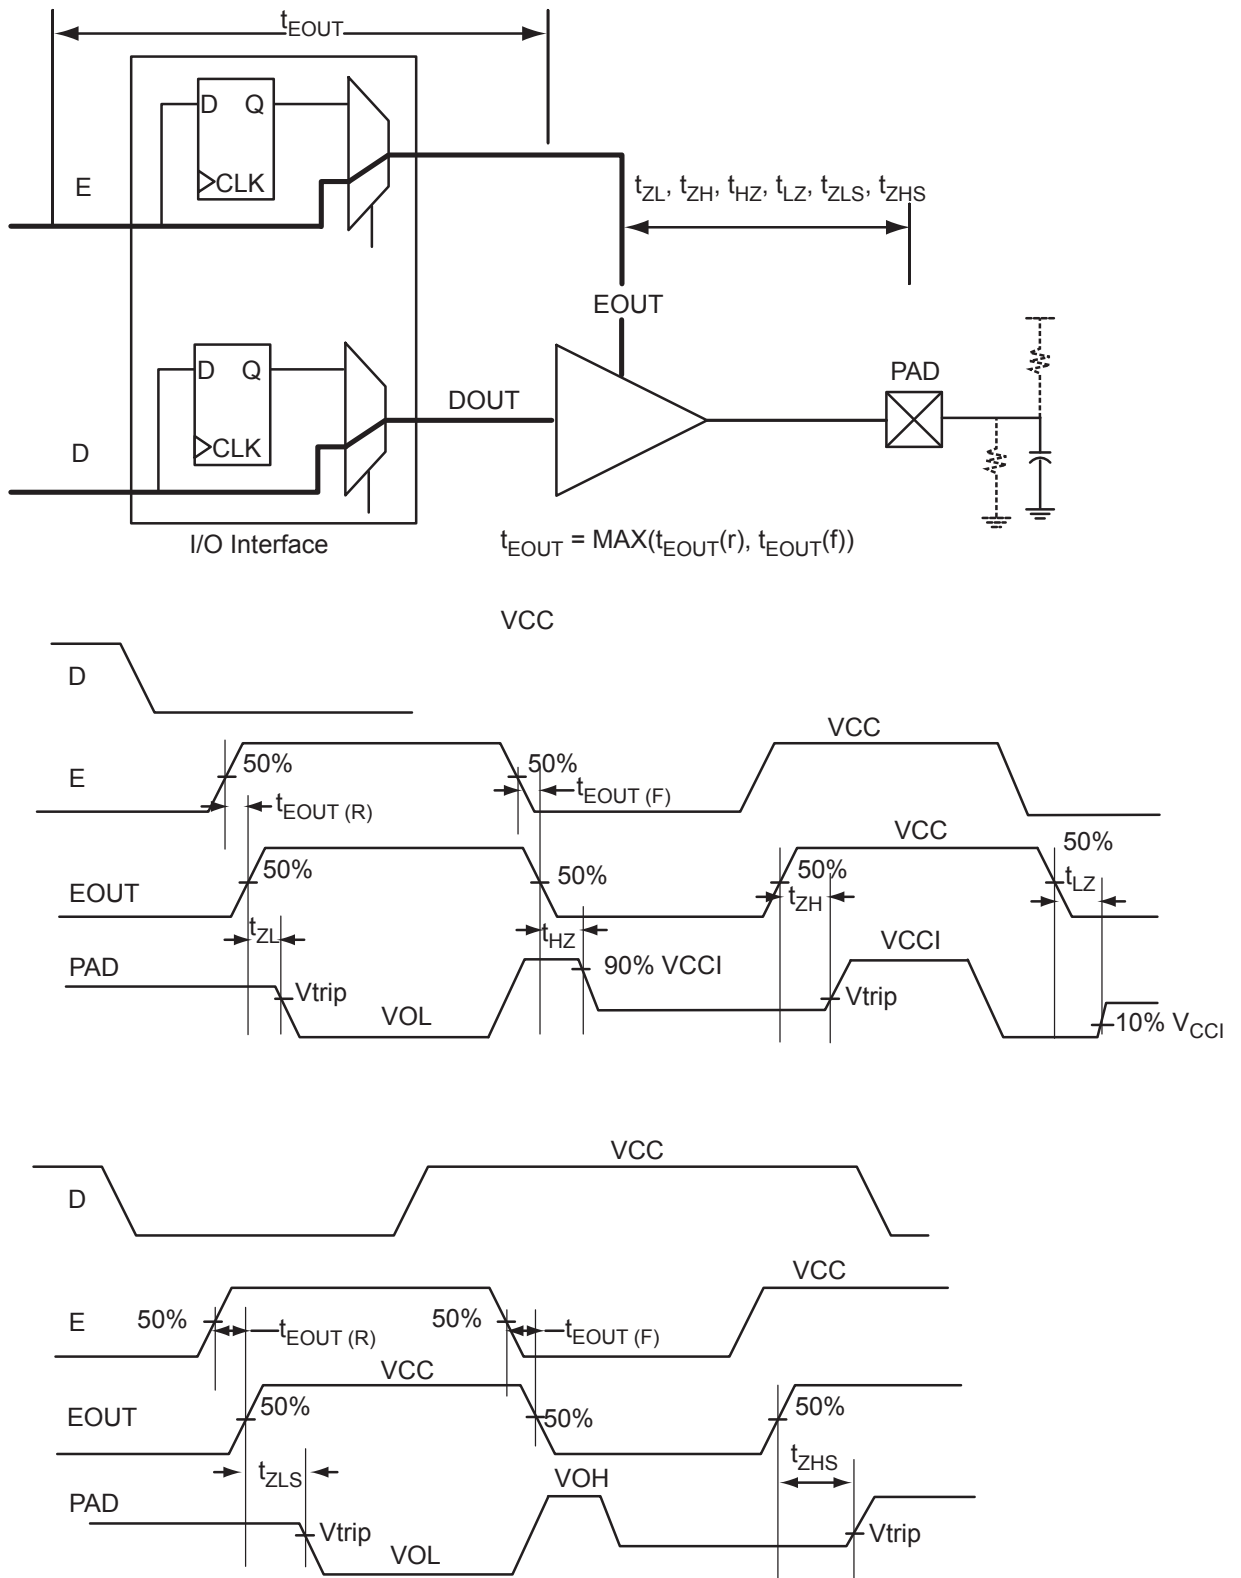 tEOUT
D Q
CLK
E
tZL, tZH, tHZ, tLZ, tZLS, tZHS
EOUT
D Q
CLK
D
DOUT
PAD
I/O Interface
tEOUT = MAX(tEOUT(r), tEOUT(f))
VCC
D
VCC
E
50%
50%
tEOUT (R)
tEOUT (F)
VCC
50%
EOUT
50%
50%
50%
tZL
tHZ
tZH
tLZ
PAD
VCCI
90% VCCI
Vtrip
Vtrip
VOL
10% VCCI
VCC
D
VCC
E
50%
50%
tEOUT (R)
tEOUT (F)
VCC
EOUT
50%
50%
50%
tZLS
tZHS
VOH
PAD
Vtrip
Vtrip
VOL